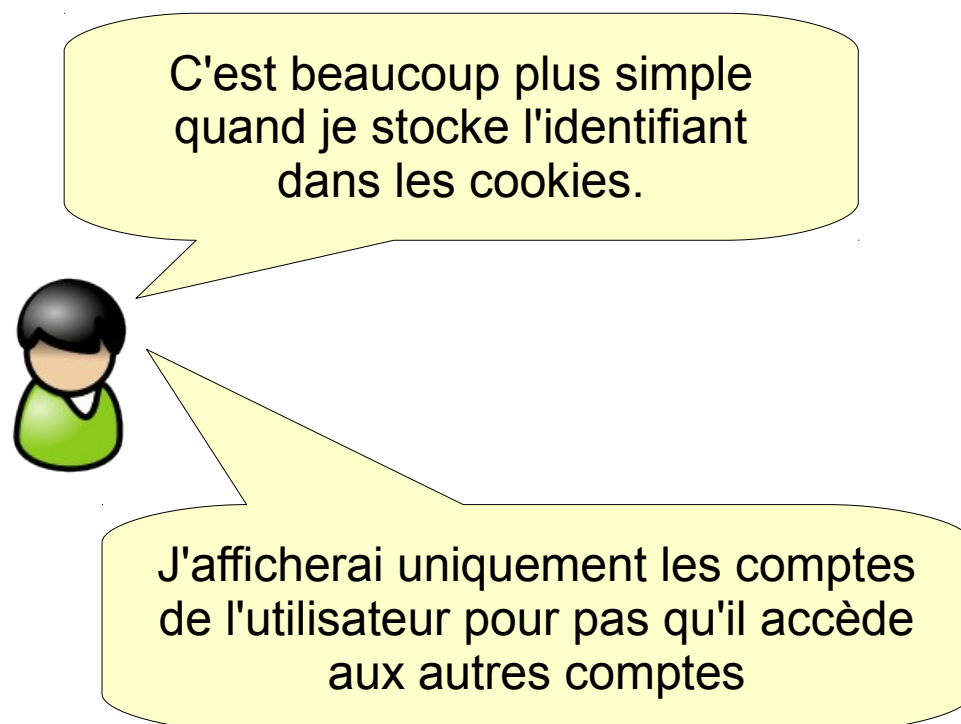 C'est beaucoup plus simple
quand je stocke l'identifiant
dans les cookies.
J'afficherai uniquement les comptes
de l'utilisateur pour pas qu'il accède
aux autres comptes